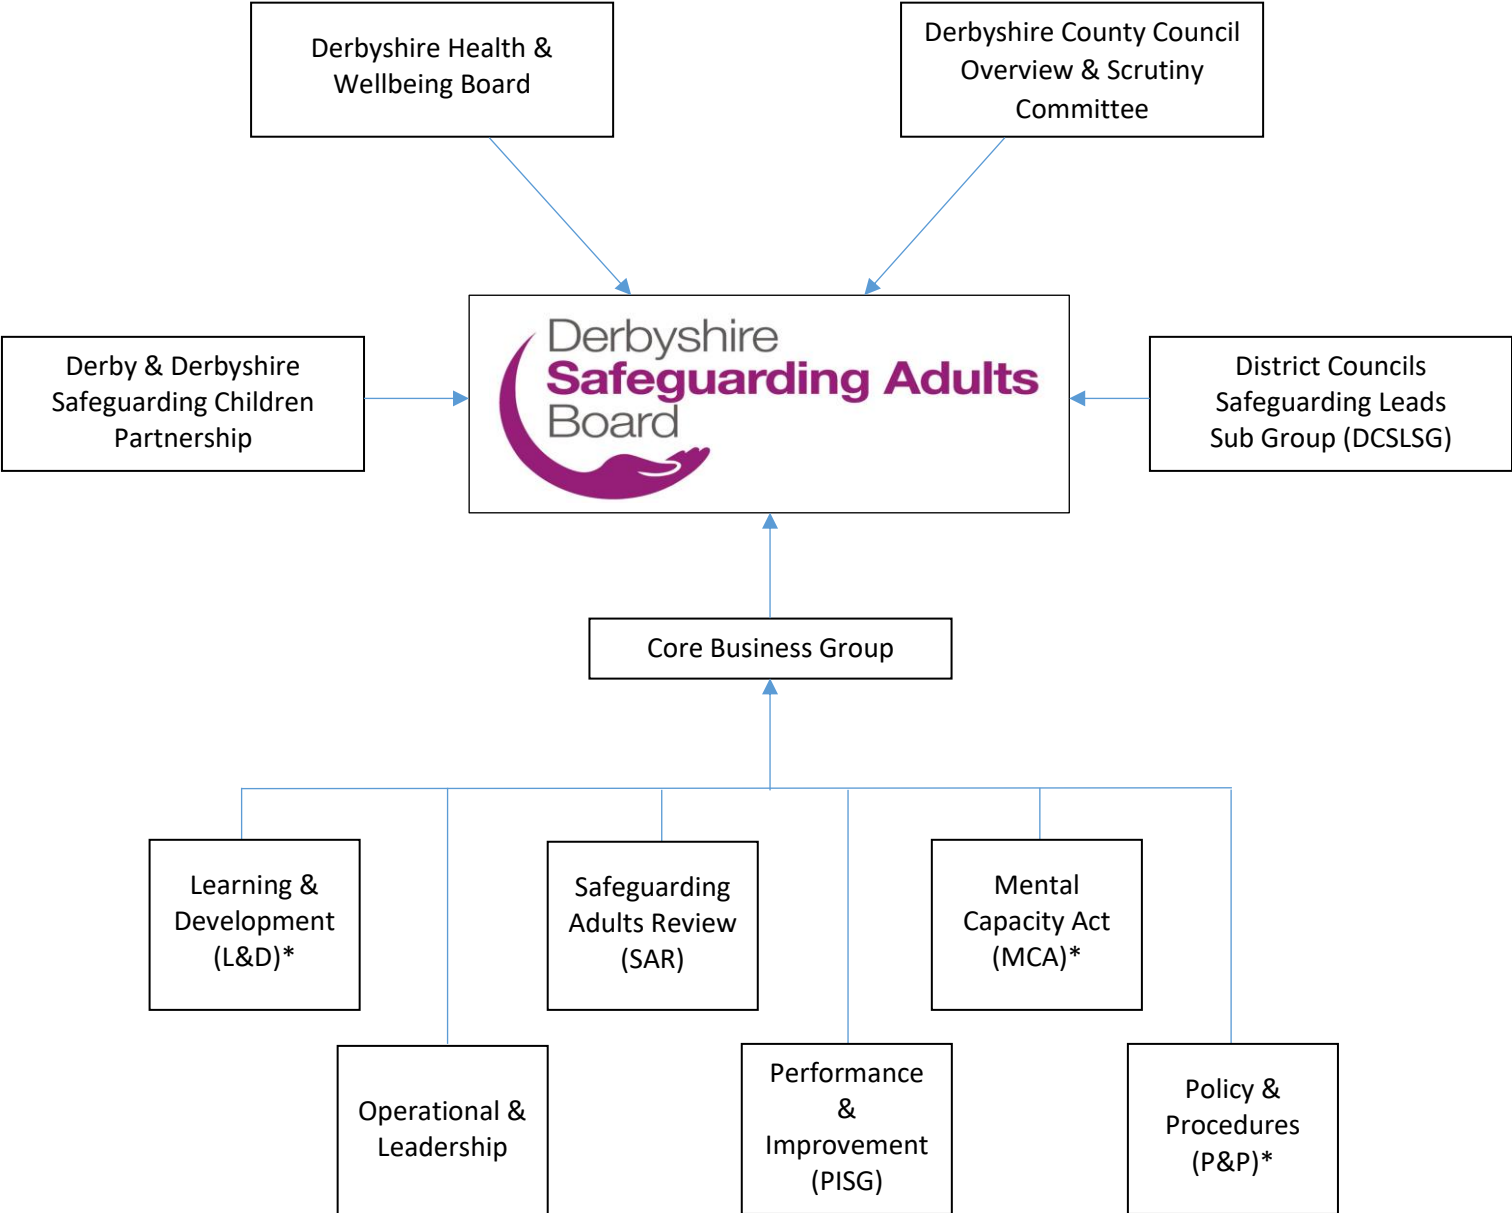 Derbyshire Health &
Wellbeing Board
Derbyshire County Council
Overview & Scrutiny
Committee
Derby & Derbyshire
Safeguarding Children
Partnership
Derbyshire
Safeguarding Adults
Board
District Councils
Safeguarding Leads
Sub Group (DCSLSG)
Core Business Group
Learning &
Development
(L&D)*
Safeguarding
Adults Review
(SAR)
Mental
Capacity Act
(MCA)*
Operational &
Leadership
Performance
&
Improvement
(PISG)
Policy &
Procedures
(P&P)*